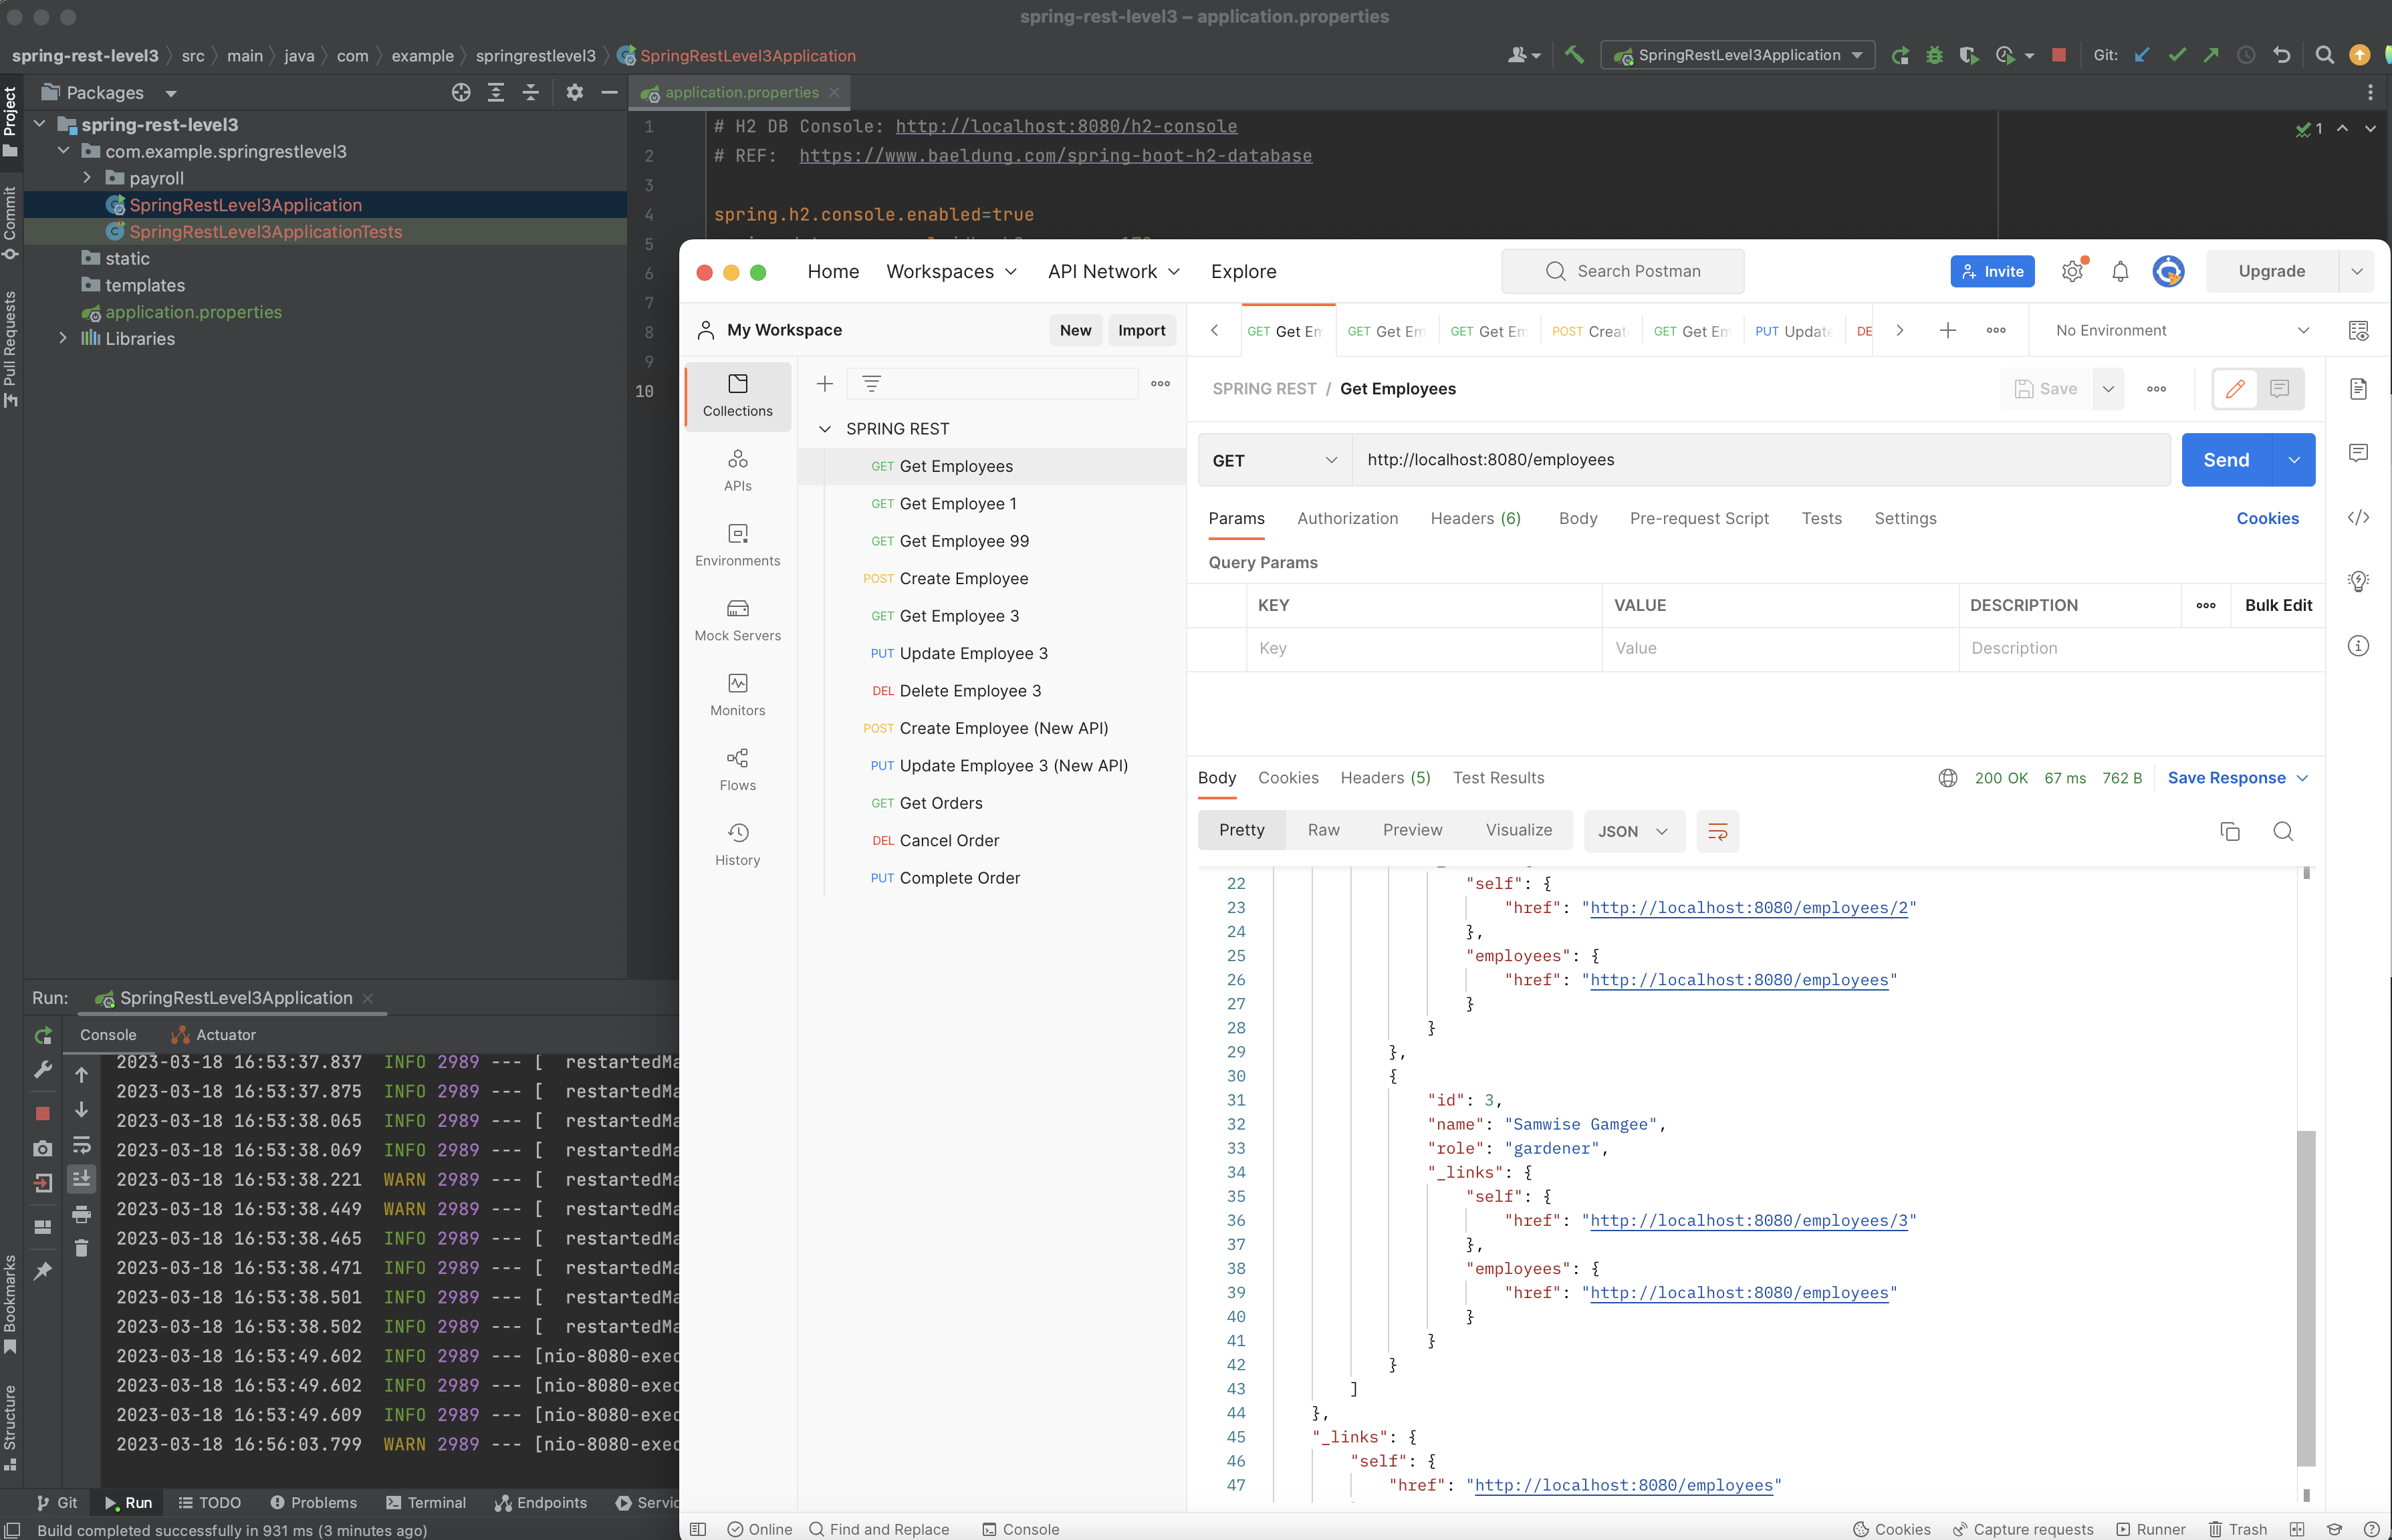 spring-rest-level3 – application.properties
spring-rest-level3 src main java com example springrestlevel3 SpringRestLevel3Application
SpringRestLevel3Application
Git:
Project
Commit
Pull Requests
Bookmarks
Structure
Packages
spring-rest-level3
com.example.springrestlevel3
payroll
SpringRestLevel3Application
SpringRestLevel3ApplicationTests
static
templates
application.properties
Libraries
application.properties
1 # H2 DB Console: http://localhost:8080/h2-console
2 # REF: https://www.baeldung.com/spring-boot-h2-database
3
4 spring.h2.console.enabled=true
5
6
7
8
9
10
1
Run: SpringRestLevel3Application
Console Actuator
2023-03-18 16:53:37.837 INFO 2989 --- [ restartedMa
2023-03-18 16:53:37.875 INFO 2989 --- [ restartedMa
2023-03-18 16:53:38.065 INFO 2989 --- [ restartedMa
2023-03-18 16:53:38.069 INFO 2989 --- [ restartedMa
2023-03-18 16:53:38.221 WARN 2989 --- [ restartedMa
2023-03-18 16:53:38.449 WARN 2989 --- [ restartedMa
2023-03-18 16:53:38.465 INFO 2989 --- [ restartedMa
2023-03-18 16:53:38.471 INFO 2989 --- [ restartedMa
2023-03-18 16:53:38.501 INFO 2989 --- [ restartedMa
2023-03-18 16:53:38.502 INFO 2989 --- [ restartedMa
2023-03-18 16:53:49.602 INFO 2989 --- [nio-8080-exec
2023-03-18 16:53:49.602 INFO 2989 --- [nio-8080-exec
2023-03-18 16:53:49.609 INFO 2989 --- [nio-8080-exec
2023-03-18 16:56:03.799 WARN 2989 --- [nio-8080-exec
Git Run TODO Problems Terminal Endpoints Servic
Build completed successfully in 931 ms (3 minutes ago)
Home Workspaces API Network Explore
Search Postman
Invite
Upgrade
My Workspace
New Import
Collections
APIs
Environments
Mock Servers
Monitors
Flows
History
SPRING REST
GET Get Employees
GET Get Employee 1
GET Get Employee 99
POST Create Employee
GET Get Employee 3
PUT Update Employee 3
DEL Delete Employee 3
POST Create Employee (New API)
PUT Update Employee 3 (New API)
GET Get Orders
DEL Cancel Order
PUT Complete Order
GET Get Em GET Get Em GET Get Em POST Creat GET Get Em PUT Update DE
No Environment
SPRING REST / Get Employees
Save
GET http://localhost:8080/employees
Send
Params Authorization Headers (6) Body Pre-request Script Tests Settings
Cookies
Query Params
KEY VALUE DESCRIPTION Bulk Edit
Key Value Description
Body Cookies Headers (5) Test Results
200 OK 67 ms 762 B Save Response
Pretty Raw Preview Visualize JSON
22 "self": {
23 "href": "http://localhost:8080/employees/2"
24 },
25 "employees": {
26 "href": "http://localhost:8080/employees"
27 }
28 }
29 },
30 {
31 "id": 3,
32 "name": "Samwise Gamgee",
33 "role": "gardener",
34 "_links": {
35 "self": {
36 "href": "http://localhost:8080/employees/3"
37 },
38 "employees": {
39 "href": "http://localhost:8080/employees"
40 }
41 }
42 }
43 ]
44 },
45 "_links": {
46 "self": {
47 "href": "http://localhost:8080/employees"
Online Find and Replace Console
Cookies Capture requests Runner Trash